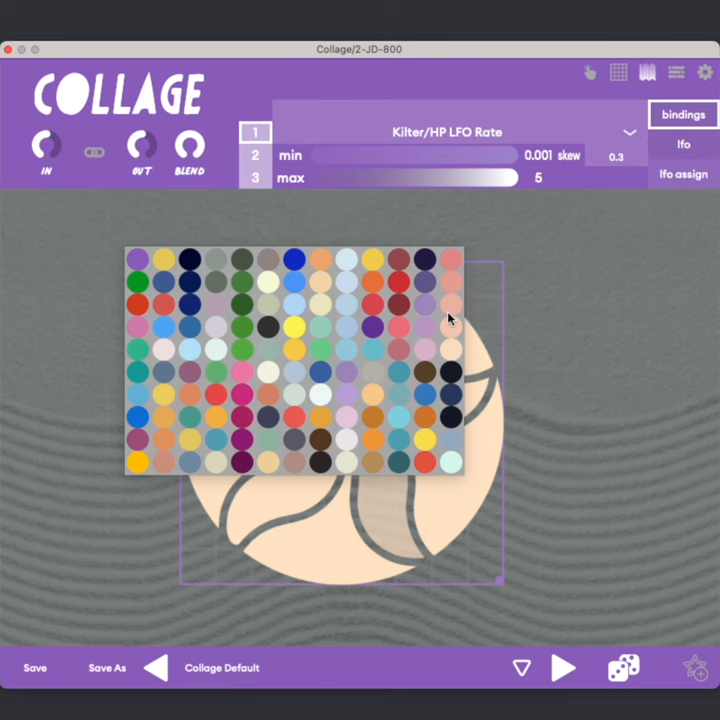 Collage/2-JD-800
COLLAGE
IN
OUT
BLEND
1
2
3
Kilter/HP LFO Rate
min
0.001
skew
0.3
max
5
bindings
lfo
lfo assign
Save
Save As
Collage Default